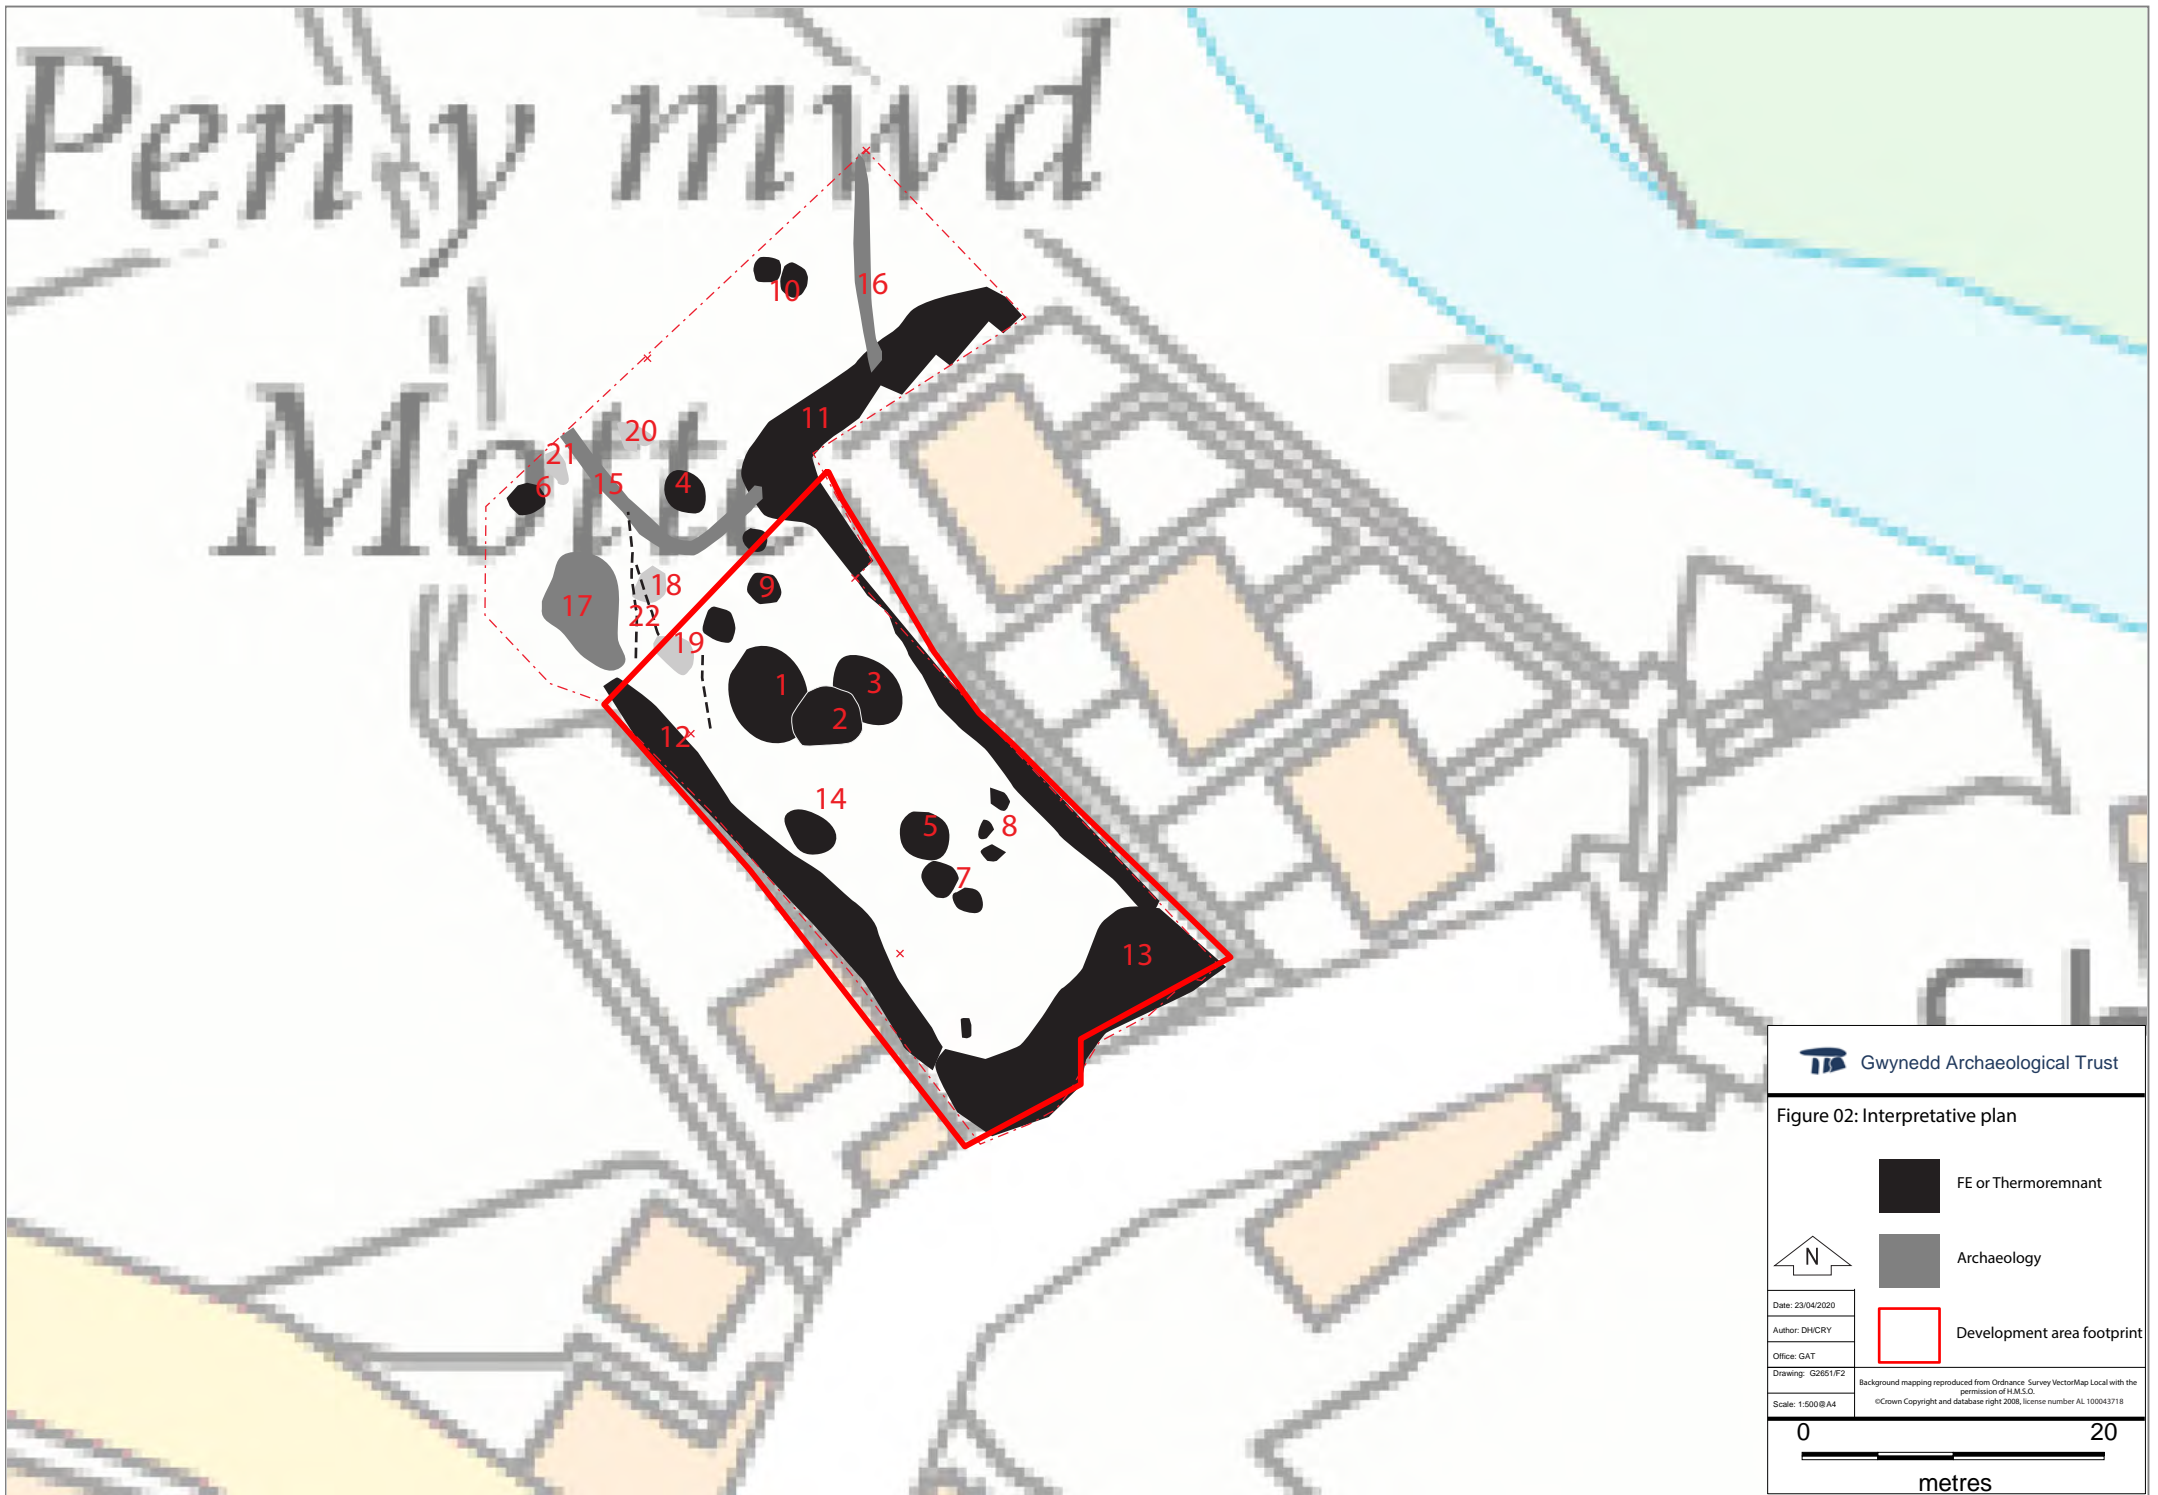 Pen y mwd
Motte
10
16
11
20
21
6
15
4
18
17
22
9
19
1
3
2
12
14
5
8
7
13
Gwynedd Archaeological Trust
Figure 02: Interpretative plan
FE or Thermoremnant
N
Archaeology
Development area footprint
Date: 23/04/2020
Author: DH/CRY
Office: GAT
Drawing: G2651/F2
Scale: 1:500@A4
Background mapping reproduced from Ordnance Survey VectorMap Local with the
permission of H.M.S.O.
©Crown Copyright and database right 2008, license number AL 100043718
0 20
metres